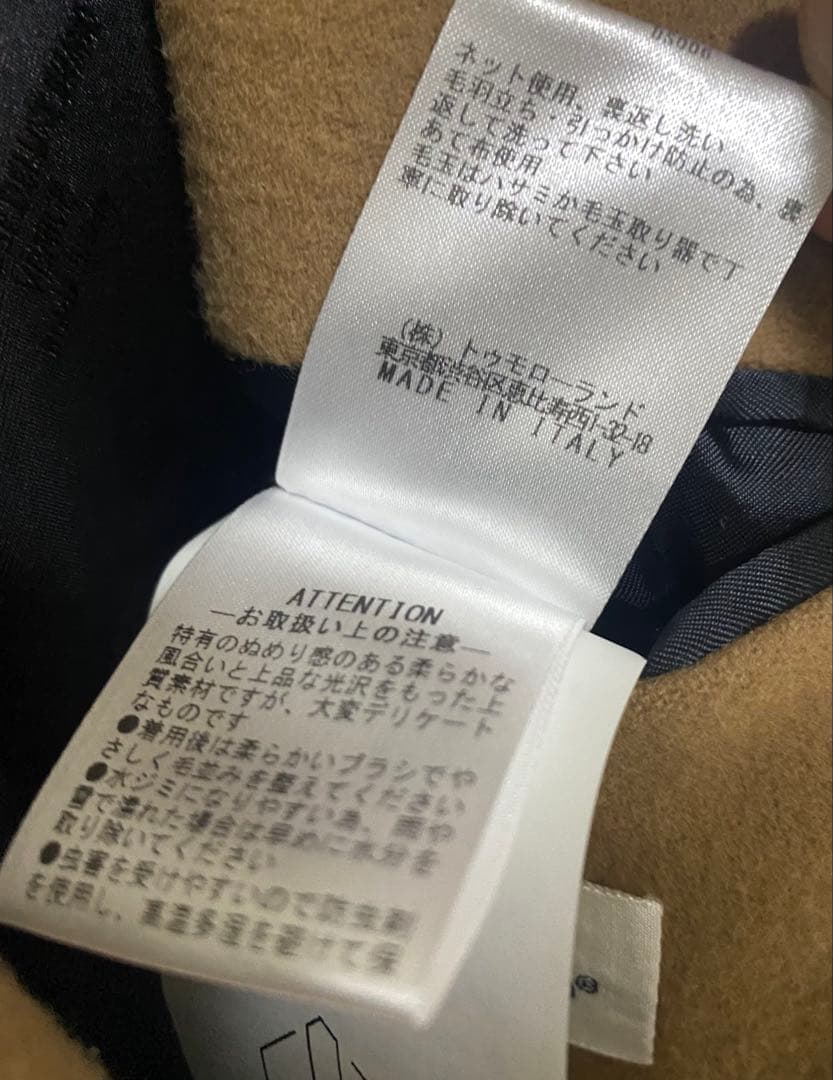 ネット使用、裏返し洗い
毛羽立ち・引っかけ防止の為、裏
返して洗って下さい
あて布使用
毛玉はハサミか毛玉取り器で丁
寧に取り除いてください
(株)トゥモローランド
東京都渋谷区恵比寿西1-32-18
MADE IN ITALY
ATTENTION
―お取扱い上の注意―
特有のぬめり感のある柔らかな
風合いと上品な光沢をもった上
質素材ですが、大変デリケート
なものです
●着用後は柔らかいブラシでや
さしく毛並みを整えてください
●水ジミになりやすい為、雨や
雪で濡れた場合は早めに水分を
取り除いてください
●虫害を受けやすいので防虫剤
を使用し、高温多湿を避けて保
®